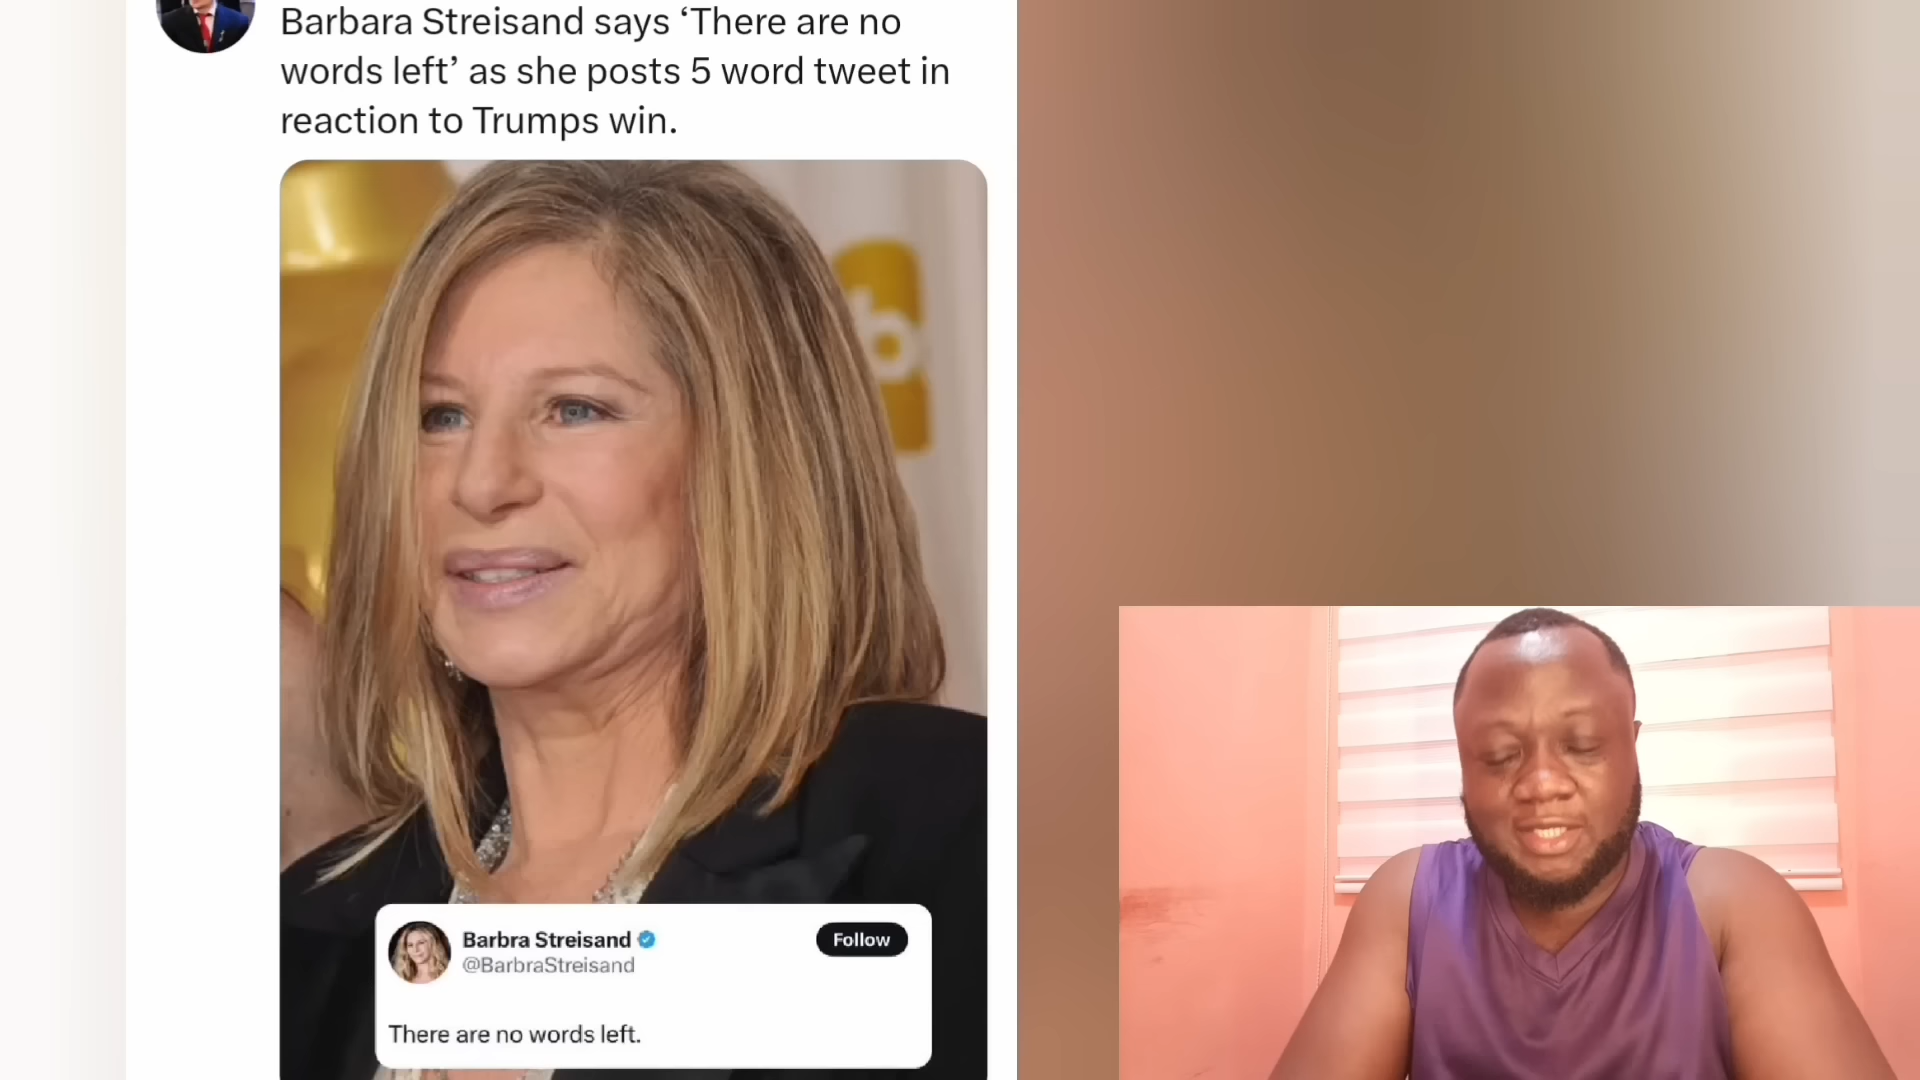 Barbara Streisand says ‘There are no
words left’ as she posts 5 word tweet in
reaction to Trumps win.
b
Barbra Streisand
@BarbraStreisand
Follow
There are no words left.